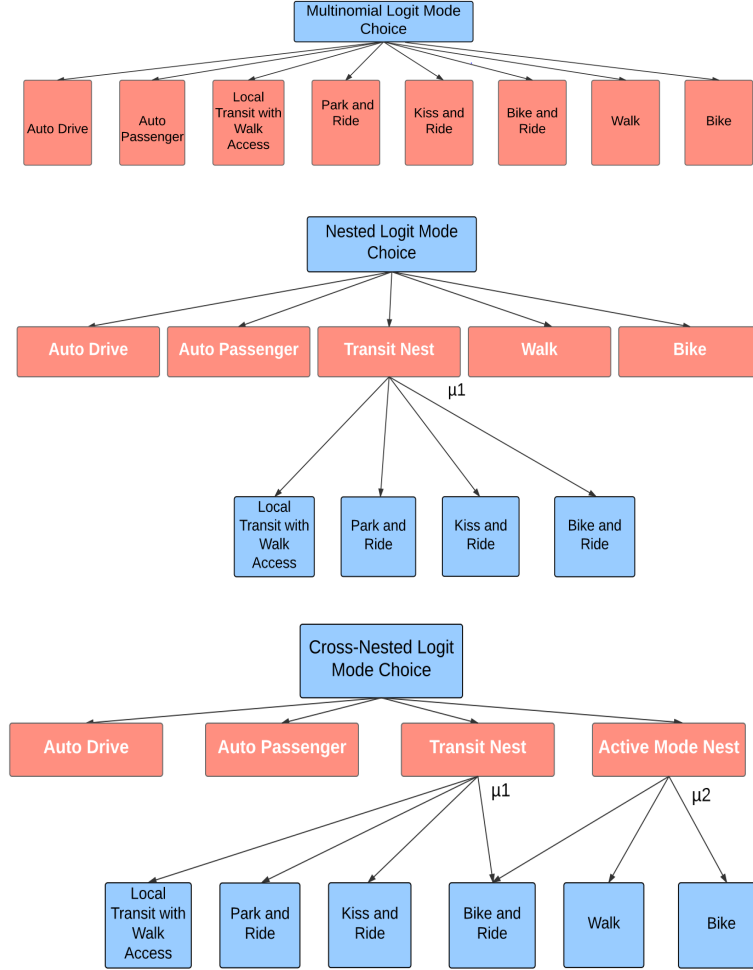 Multinomial Logit Mode
Choice
Auto Drive
Auto
Passenger
Local
Transit with
Walk
Access
Park and
Ride
Kiss and
Ride
Bike and
Ride
Walk
Bike
Nested Logit Mode
Choice
Auto Drive
Auto Passenger
Transit Nest
Walk
Bike
µ1
Local
Transit with
Walk
Access
Park and
Ride
Kiss and
Ride
Bike and
Ride
Cross-Nested Logit
Mode Choice
Auto Drive
Auto Passenger
Transit Nest
Active Mode Nest
µ1
µ2
Local
Transit with
Walk
Access
Park and
Ride
Kiss and
Ride
Bike and
Ride
Walk
Bike